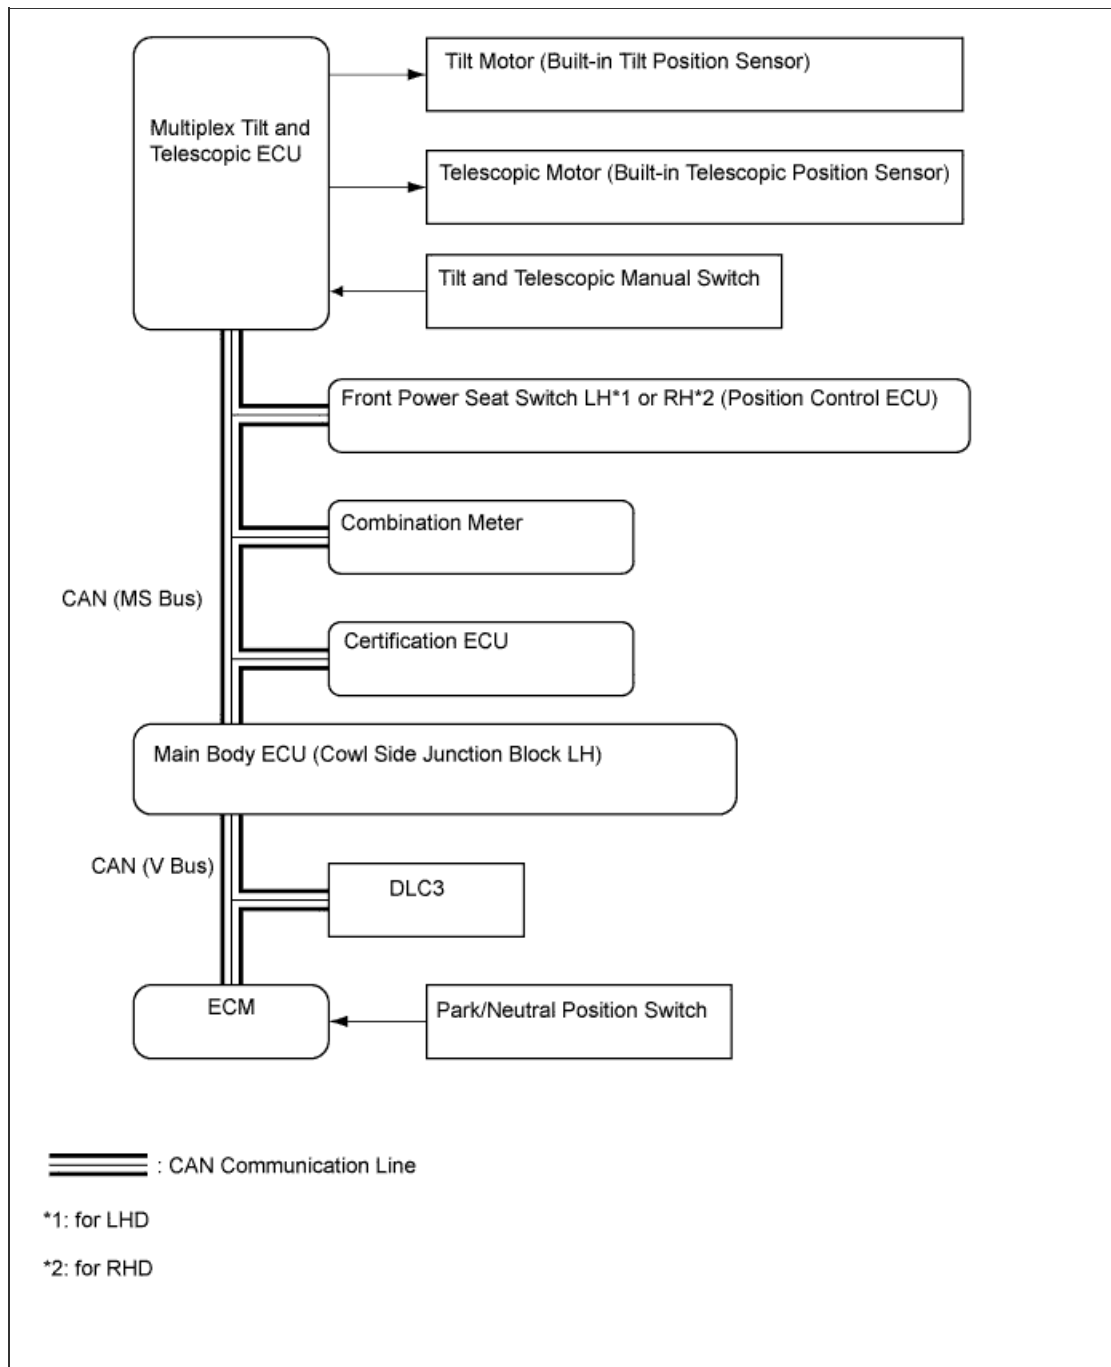 Tilt Motor (Built-in Tilt Position Sensor)
Multiplex Tilt and
Telescopic ECU
Telescopic Motor (Built-in Telescopic Position Sensor)
Tilt and Telescopic Manual Switch
Front Power Seat Switch LH*1 or RH*2 (Position Control ECU)
Combination Meter
CAN (MS Bus)
Certification ECU
Main Body ECU (Cowl Side Junction Block LH)
CAN (V Bus)
DLC3
ECM
Park/Neutral Position Switch
: CAN Communication Line
*1: for LHD
*2: for RHD